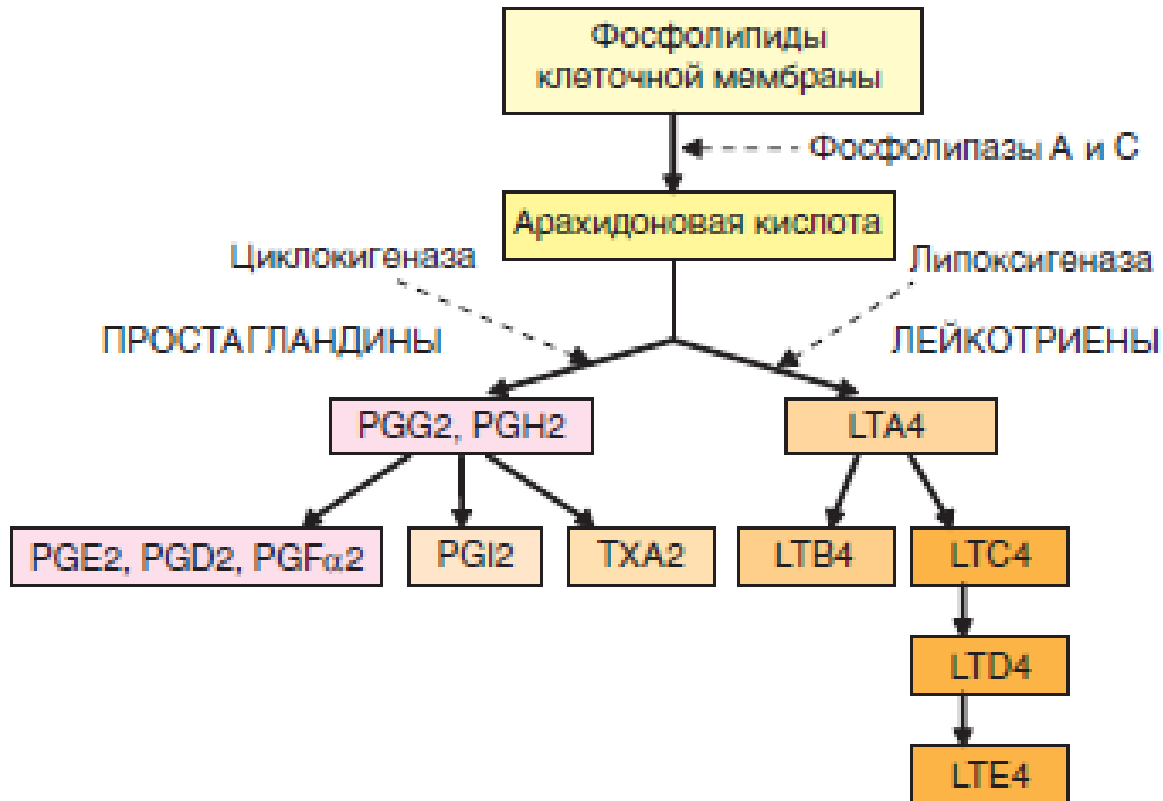 Фосфолипиды
клеточной мембраны
Фосфолипазы А и С
Арахидоновая кислота
Циклокигеназа
Липоксигеназа
ПРОСТАГЛАНДИНЫ
ЛЕЙКОТРИЕНЫ
PGG2, PGH2
LTA4
PGE2, PGD2, PGFα2
PGI2
TXA2
LTB4
LTC4
LTD4
LTE4